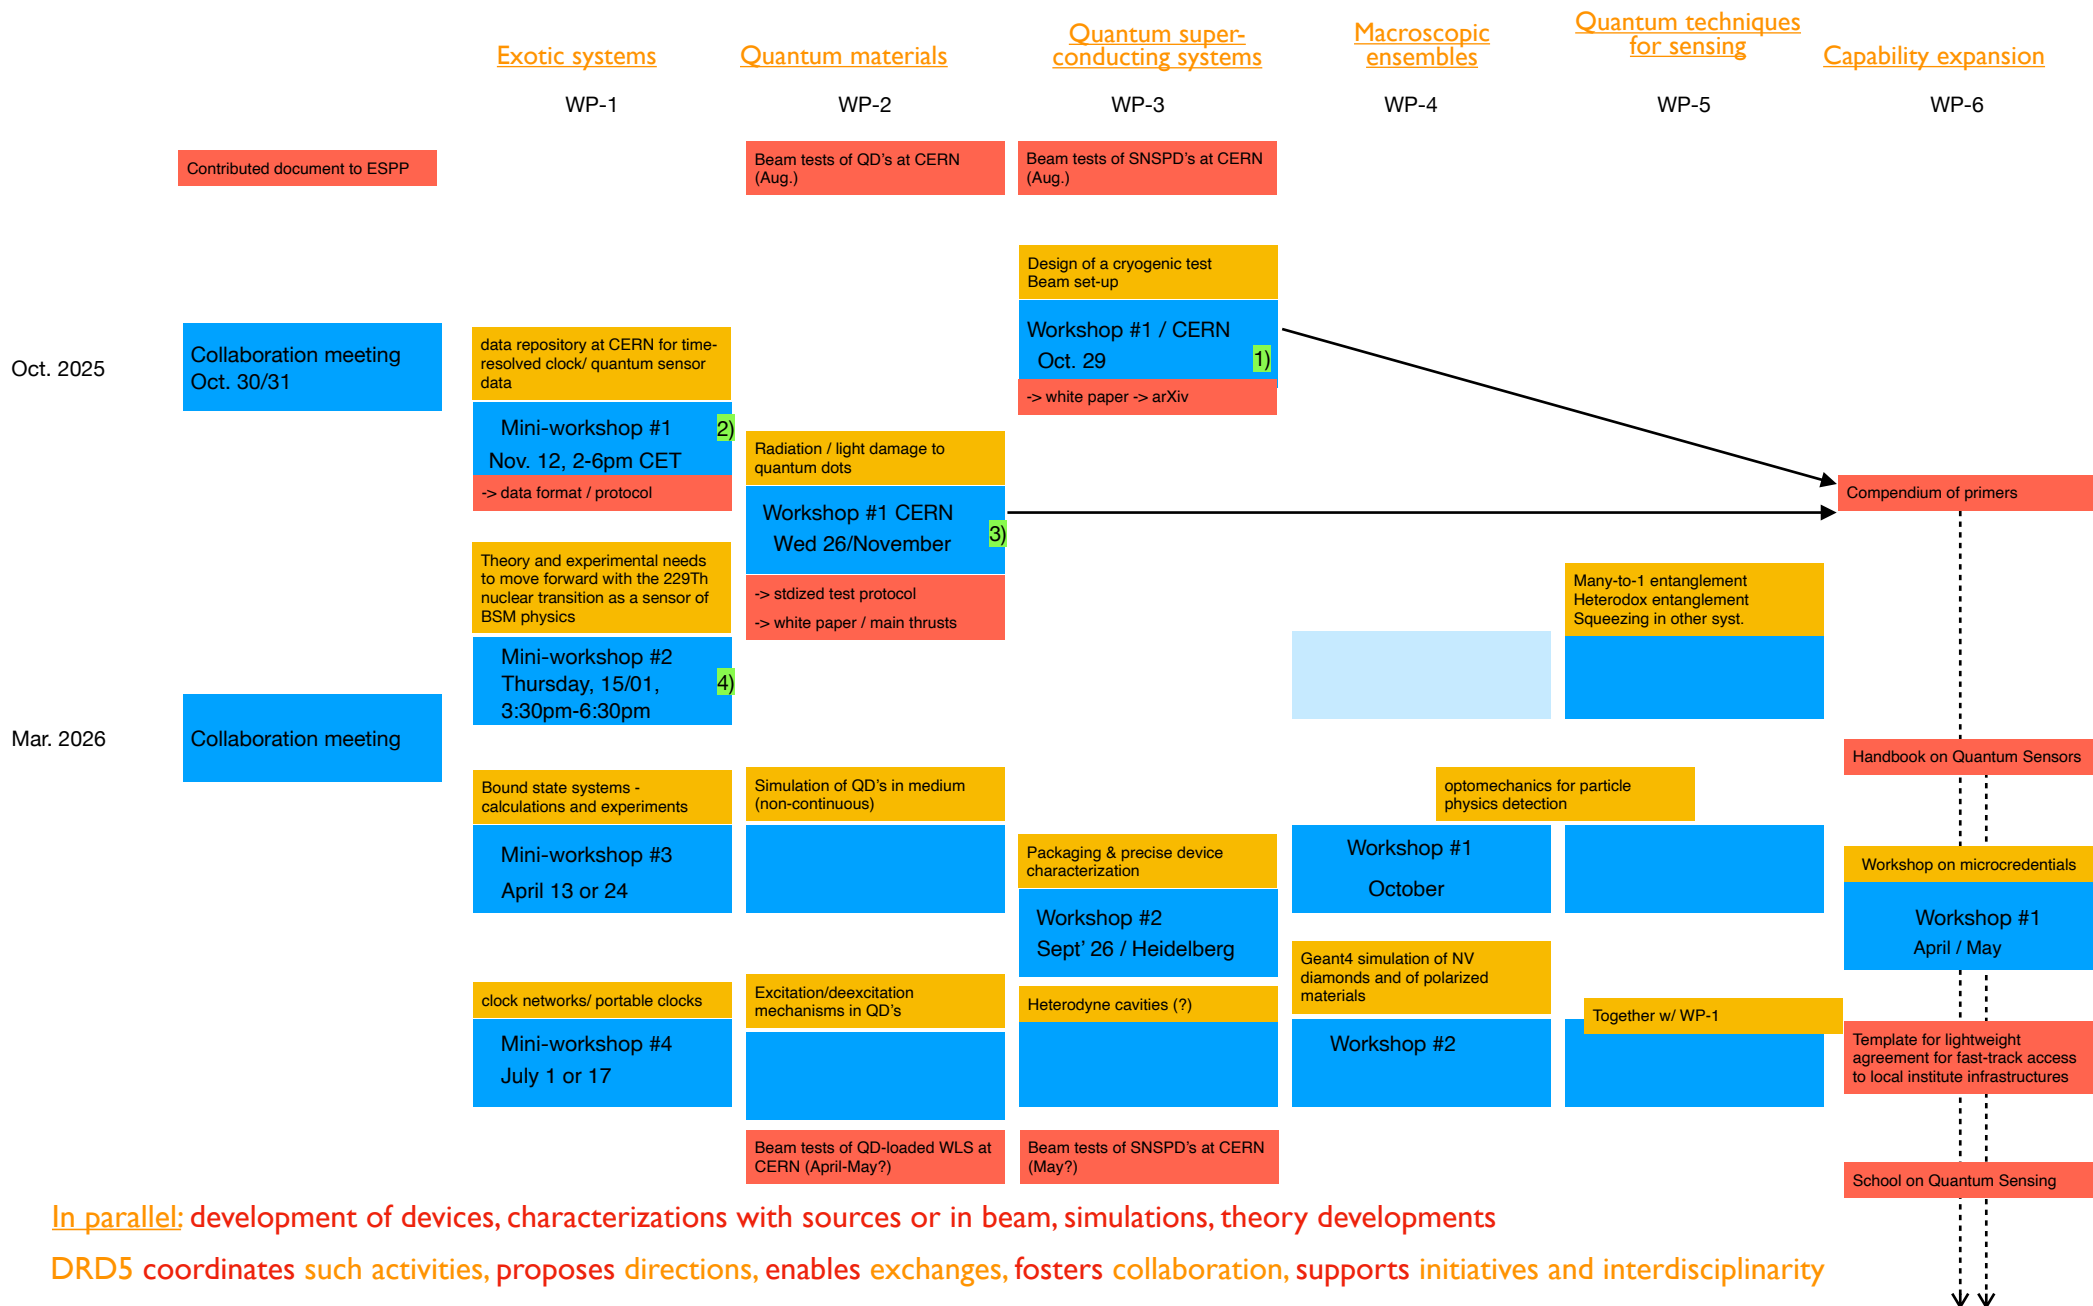 Exotic systems
Quantum materials
Quantum super-
conducting systems
Macroscopic
ensembles
Quantum techniques
for sensing
Capability expansion
WP-1
WP-2
WP-3
WP-4
WP-5
WP-6
Contributed document to ESPP
Beam tests of QD's at CERN
(Aug.)
Beam tests of SNSPD's at CERN
(Aug.)
Oct. 2025
Collaboration meeting
Oct. 30/31
data repository at CERN for time-
resolved clock/ quantum sensor
data
Mini-workshop #1
2)
Nov. 12, 2-6pm CET
-> data format / protocol
Radiation / light damage to
quantum dots
Workshop #1 CERN
Wed 26/November
3)
-> stdized test protocol
-> white paper / main thrusts
Design of a cryogenic test
Beam set-up
Workshop #1 / CERN
Oct. 29
1)
-> white paper -> arXiv
Compendium of primers
Theory and experimental needs
to move forward with the 229Th
nuclear transition as a sensor of
BSM physics
Mini-workshop #2
Thursday, 15/01,
3:30pm-6:30pm
4)
Many-to-1 entanglement
Heterodox entanglement
Squeezing in other syst.
Mar. 2026
Collaboration meeting
Handbook on Quantum Sensors
Bound state systems -
calculations and experiments
Mini-workshop #3
April 13 or 24
Simulation of QD's in medium
(non-continuous)
Packaging & precise device
characterization
Workshop #2
Sept' 26 / Heidelberg
optomechanics for particle
physics detection
Workshop #1
October
Workshop on microcredentials
Workshop #1
April / May
clock networks/ portable clocks
Mini-workshop #4
July 1 or 17
Excitation/deexcitation
mechanisms in QD's
Heterodyne cavities (?)
Geant4 simulation of NV
diamonds and of polarized
materials
Workshop #2
Together w/ WP-1
Template for lightweight
agreement for fast-track access
to local institute infrastructures
Beam tests of QD-loaded WLS at
CERN (April-May?)
Beam tests of SNSPD's at CERN
(May?)
School on Quantum Sensing
In parallel: development of devices, characterizations with sources or in beam, simulations, theory developments
DRD5 coordinates such activities, proposes directions, enables exchanges, fosters collaboration, supports initiatives and interdisciplinarity